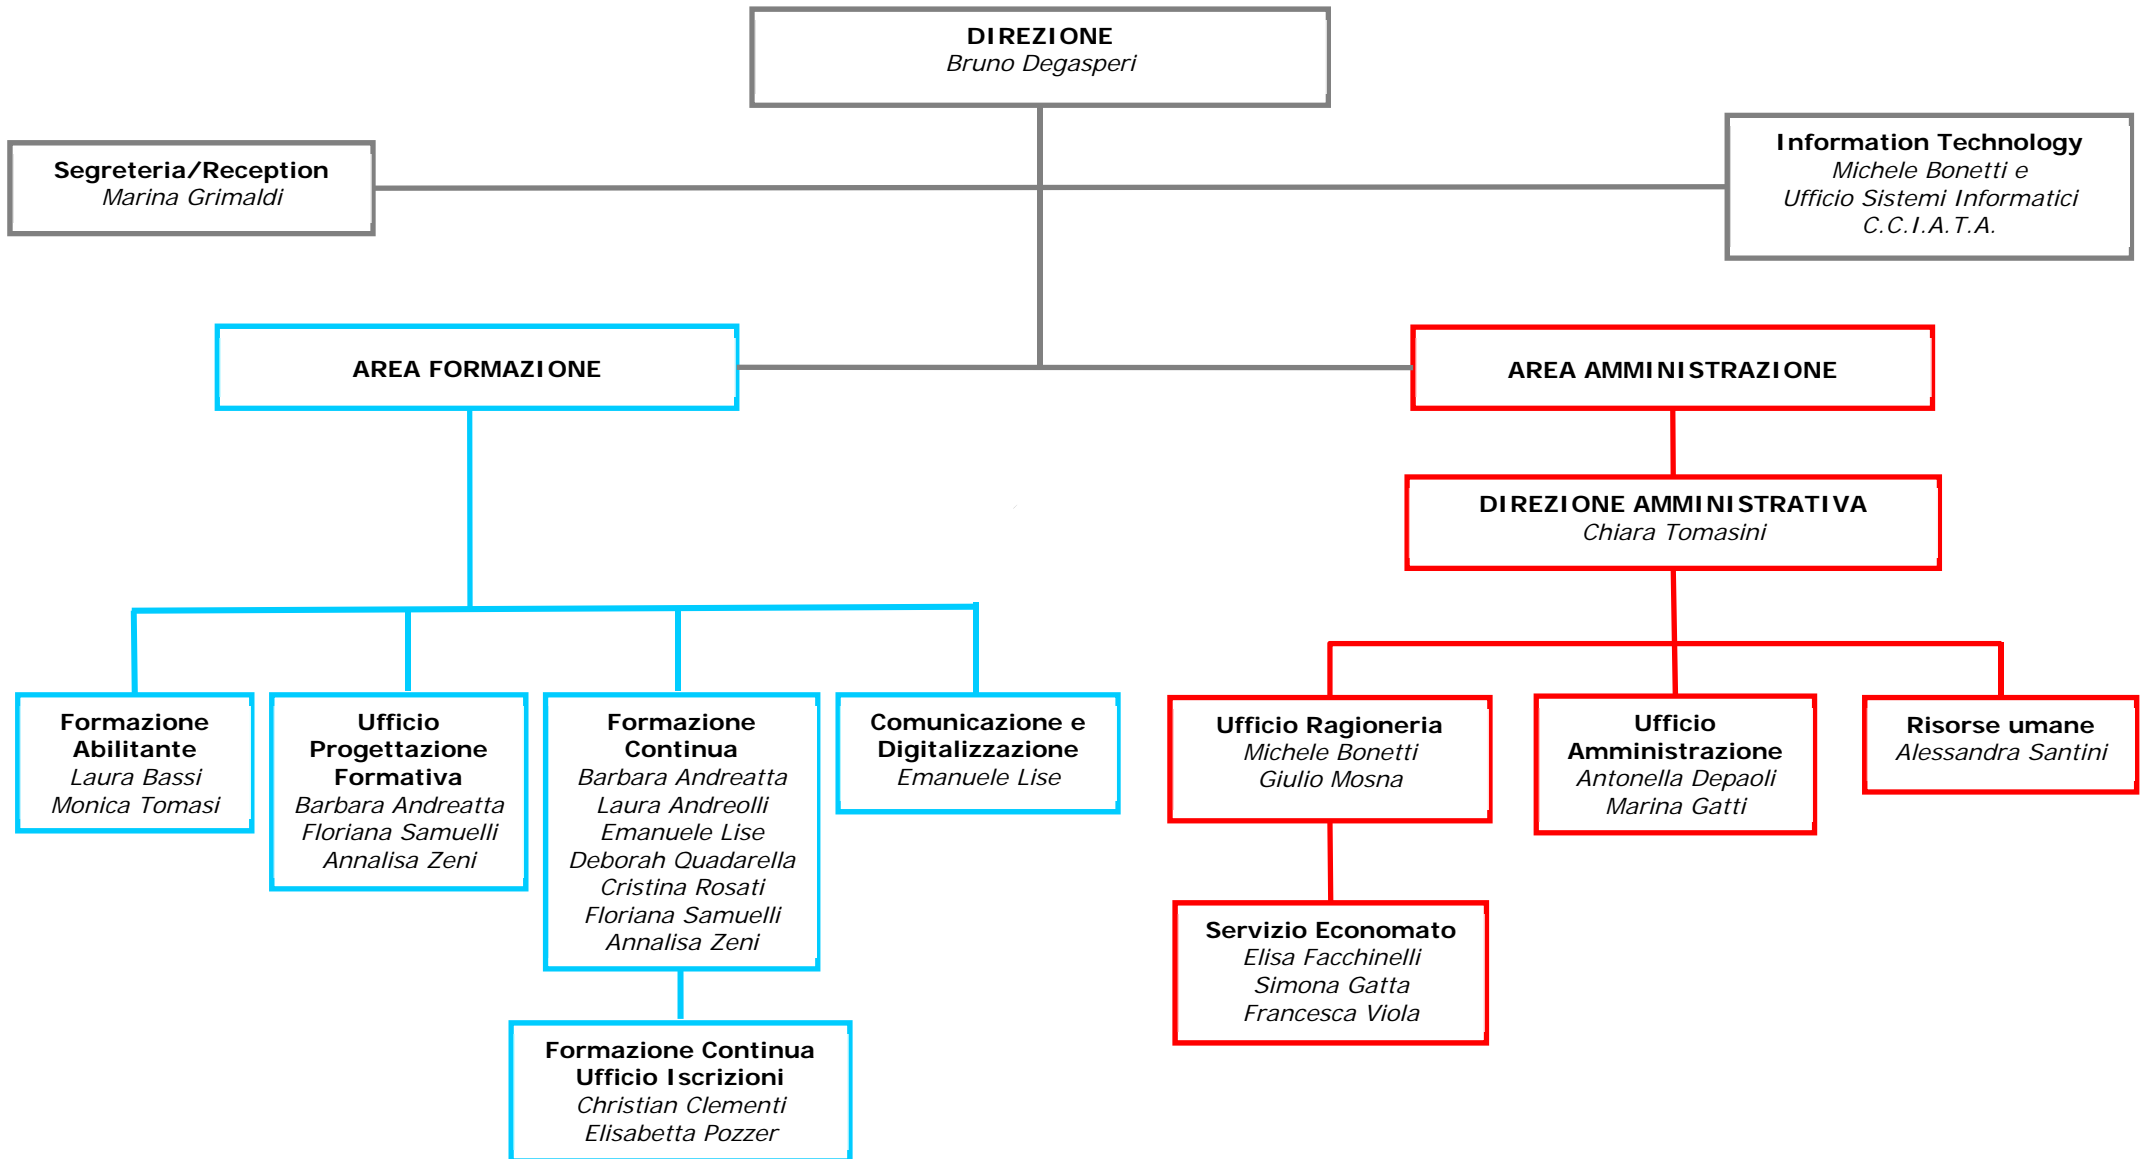 DIREZIONE
Bruno Degasperi
Segreteria/Reception
Marina Grimaldi
Information Technology
Michele Bonetti e
Ufficio Sistemi Informatici
C.C.I.A.T.A.
AREA FORMAZIONE
AREA AMMINISTRAZIONE
DIREZIONE AMMINISTRATIVA
Chiara Tomasini
Formazione
Abilitante
Laura Bassi
Monica Tomasi
Ufficio
Progettazione
Formativa
Barbara Andreatta
Floriana Samuelli
Annalisa Zeni
Formazione
Continua
Barbara Andreatta
Laura Andreolli
Emanuele Lise
Deborah Quadarella
Cristina Rosati
Floriana Samuelli
Annalisa Zeni
Comunicazione e
Digitalizzazione
Emanuele Lise
Ufficio Ragioneria
Michele Bonetti
Giulio Mosna
Ufficio
Amministrazione
Antonella Depaoli
Marina Gatti
Risorse umane
Alessandra Santini
Servizio Economato
Elisa Facchinelli
Simona Gatta
Francesca Viola
Formazione Continua
Ufficio Iscrizioni
Christian Clementi
Elisabetta Pozzer